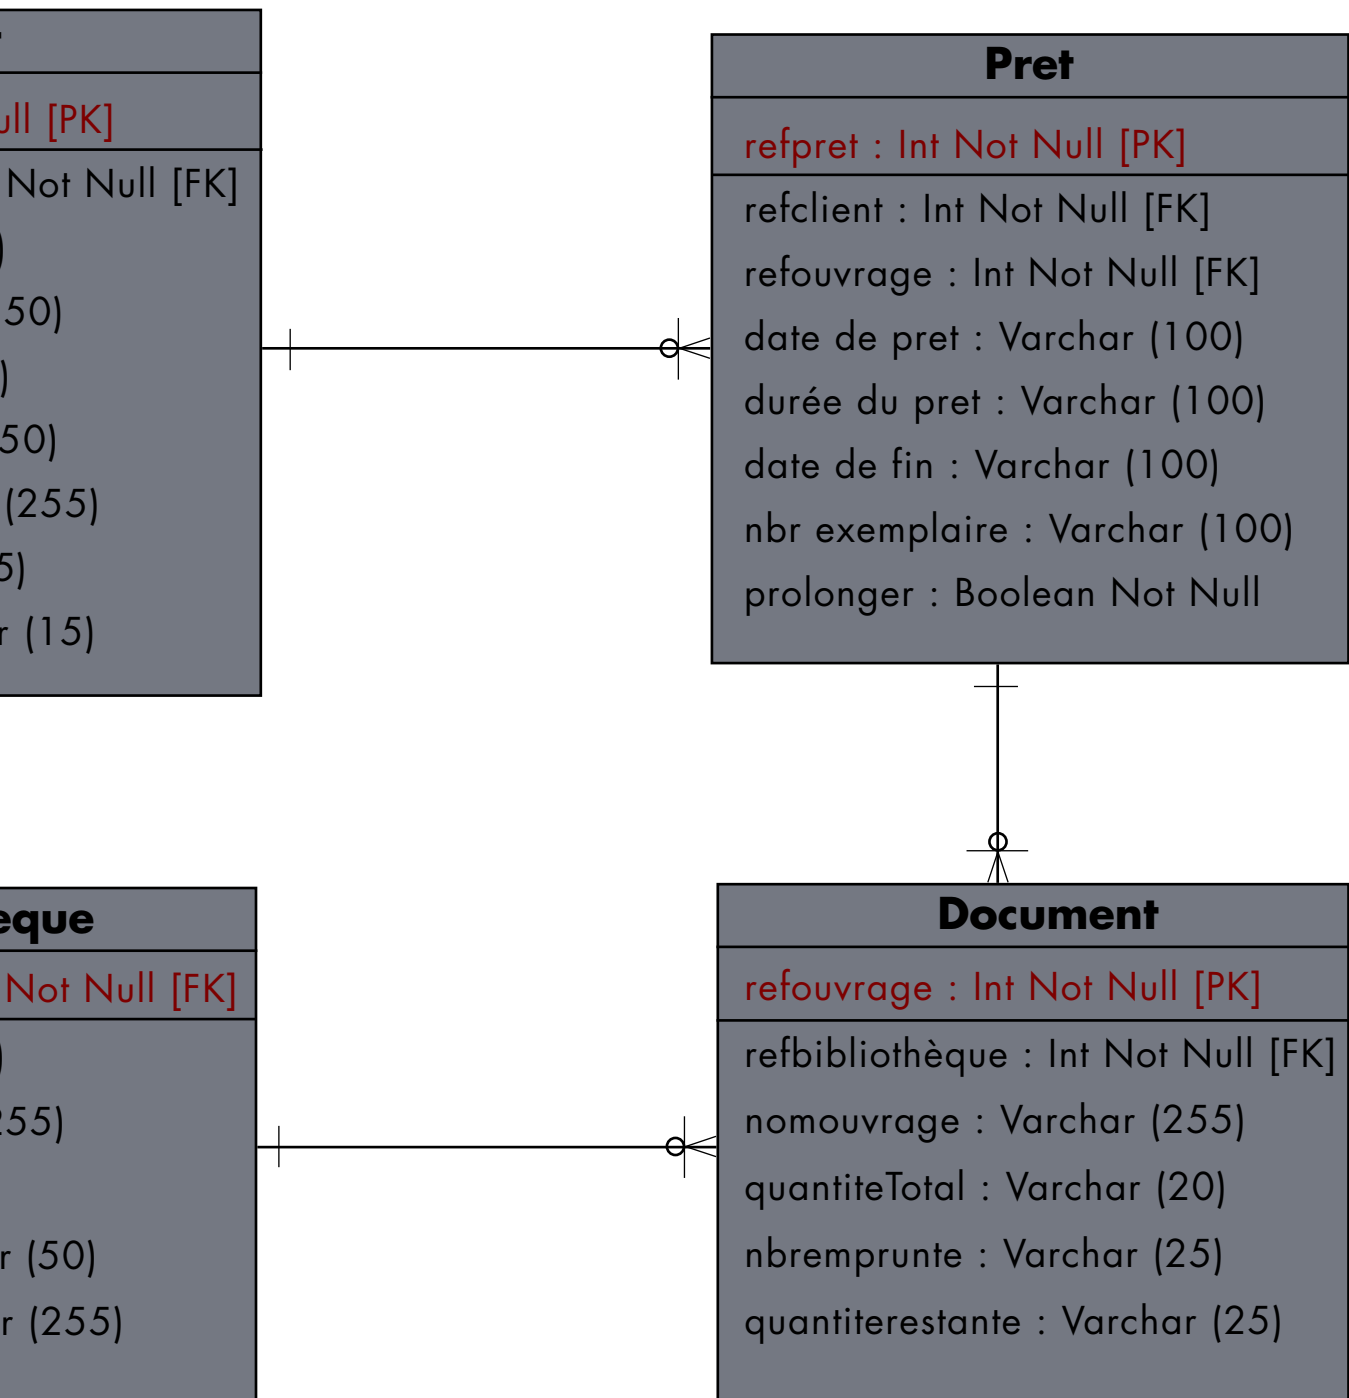 ull [PK]
Not Null [FK]
)
50)
)
50)
(255)
5)
r (15)
Pret
refpret : Int Not Null [PK]
refclient : Int Not Null [FK]
refouvrage : Int Not Null [FK]
date de pret : Varchar (100)
durée du pret : Varchar (100)
date de fin : Varchar (100)
nbr exemplaire : Varchar (100)
prolonger : Boolean Not Null
eque
Not Null [FK]
)
255)
r (50)
r (255)
Document
refouvrage : Int Not Null [PK]
refbibliothèque : Int Not Null [FK]
nomouvrage : Varchar (255)
quantiteTotal : Varchar (20)
nbremprunte : Varchar (25)
quantiterestante : Varchar (25)